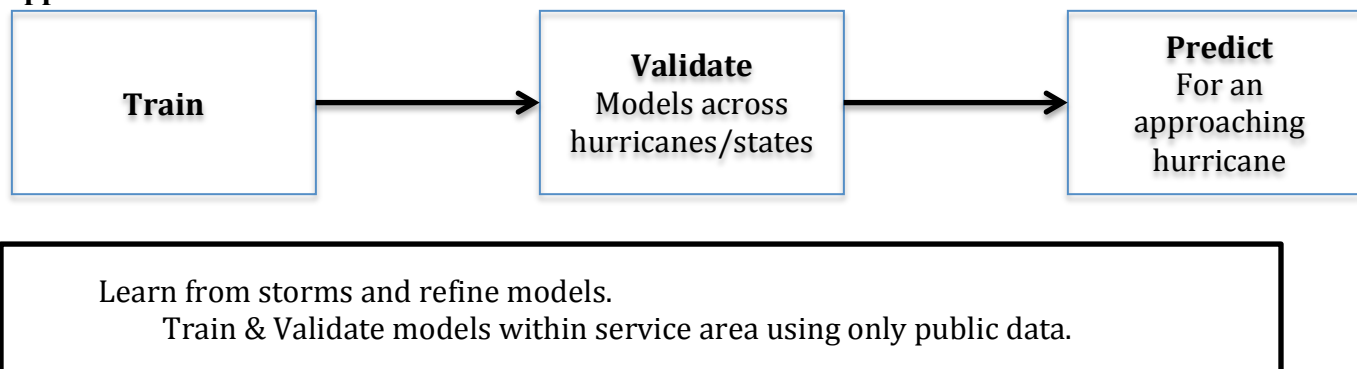 Train
Validate
Models across
hurricanes/states
Predict
For an
approaching
hurricane
Learn from storms and refine models.
Train & Validate models within service area using only public data.